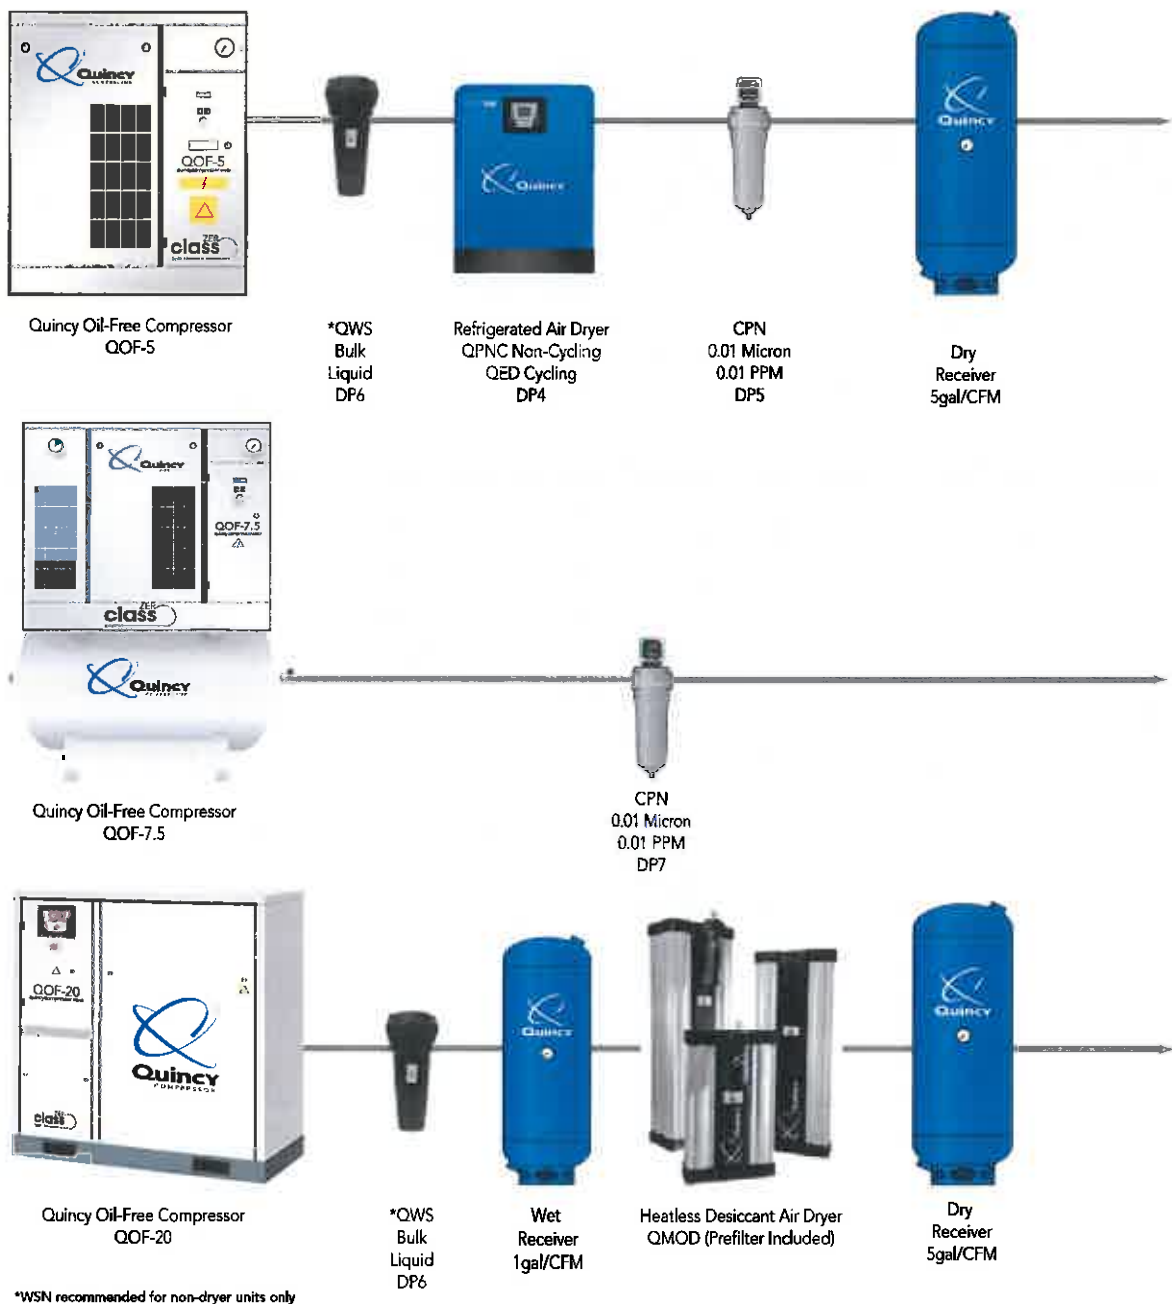 Quincy
COMPRESSOR
QOF-5
class
ZER
Quincy
Quincy
Quincy Oil-Free Compressor
QOF-5
*QWS
Bulk
Liquid
DP6
Refrigerated Air Dryer
QPNC Non-Cycling
QED Cycling
DP4
CPN
0.01 Micron
0.01 PPM
DP5
Dry
Receiver
5gal/CFM
Quincy
QOF-7.5
class
ZER
Quincy
COMPRESSOR
Quincy Oil-Free Compressor
QOF-7.5
CPN
0.01 Micron
0.01 PPM
DP7
QOF-20
Quincy
COMPRESSOR
class
Quincy
Quincy
Quincy Oil-Free Compressor
QOF-20
*QWS
Bulk
Liquid
DP6
Wet
Receiver
1gal/CFM
Heatless Desiccant Air Dryer
QMOD (Prefilter Included)
Dry
Receiver
5gal/CFM
*WSN recommended for non-dryer units only